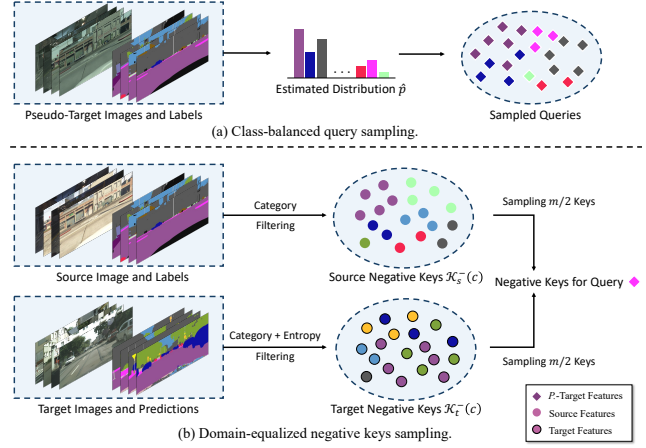 Pseudo-Target Images and Labels
Estimated Distribution p̂
Sampled Queries
(a) Class-balanced query sampling.
Category
Filtering
Sampling m/2 Keys
Source Image and Labels
Source Negative Keys 𝒦ₛ⁻(c)
Negative Keys for Query
Category + Entropy
Filtering
Sampling m/2 Keys
Target Images and Predictions
Target Negative Keys 𝒦ₜ⁻(c)
P.-Target Features
Source Features
Target Features
(b) Domain-equalized negative keys sampling.